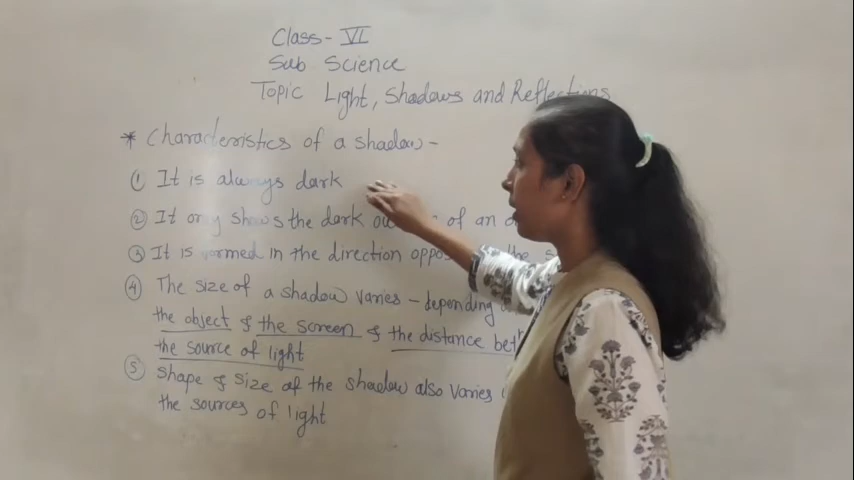 Class - VI
Sub Science
Topic Light, Shadows and Reflections
* Characteristics of a shadow -
① It is always dark
② It only shows the dark of an
③ It is formed in the direction the
④ The size of a shadow varies - depending
the object & the screen & the distance
the source of light
⑤ Shape & size of the shadow also varies
the sources of light